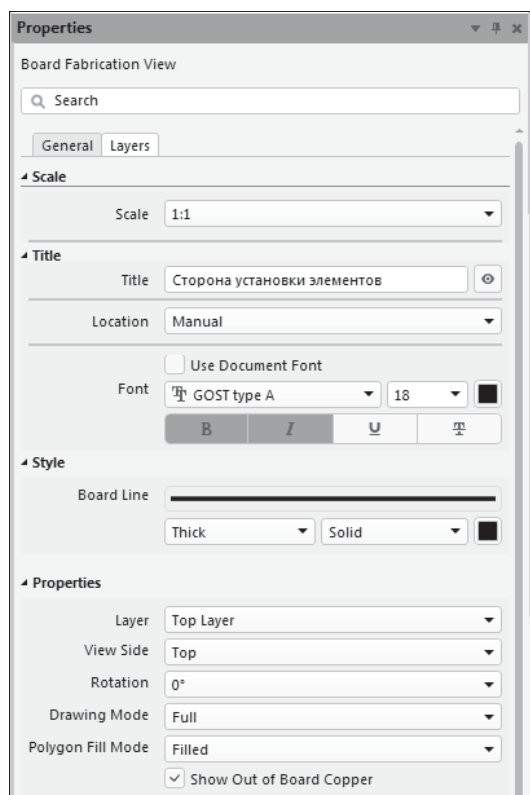 Properties
Board Fabrication View
Search
General Layers
Scale
Scale 1:1
Title
Title Сторона установки элементов
Location Manual
Use Document Font
Font GOST type A 18
B I U T
Style
Board Line
Thick Solid
Properties
Layer Top Layer
View Side Top
Rotation 0°
Drawing Mode Full
Polygon Fill Mode Filled
Show Out of Board Copper